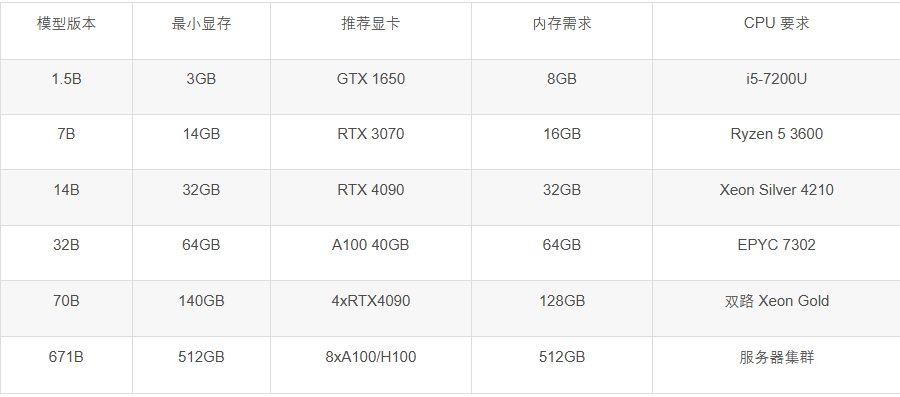 模型版本 最小显存 推荐显卡 内存需求 CPU 要求
1.5B 3GB GTX 1650 8GB i5-7200U
7B 14GB RTX 3070 16GB Ryzen 5 3600
14B 32GB RTX 4090 32GB Xeon Silver 4210
32B 64GB A100 40GB 64GB EPYC 7302
70B 140GB 4xRTX4090 128GB 双路 Xeon Gold
671B 512GB 8xA100/H100 512GB 服务器集群